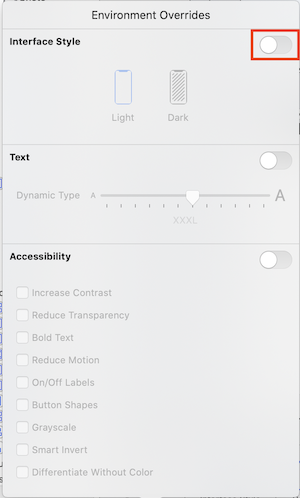 Environment Overrides
Interface Style
Light Dark
Text
Dynamic Type A A
XXXL
Accessibility
Increase Contrast
Reduce Transparency
Bold Text
Reduce Motion
On/Off Labels
Button Shapes
Grayscale
Smart Invert
Differentiate Without Color